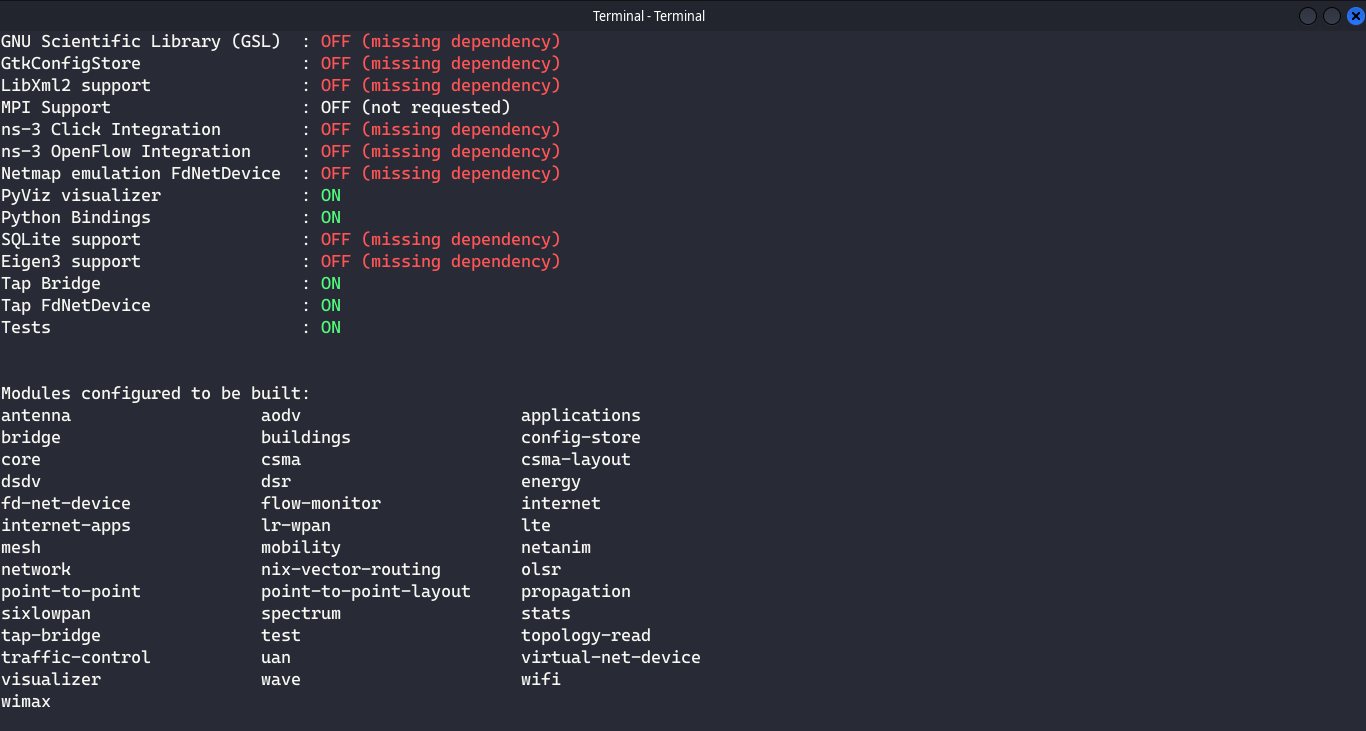 Terminal - Terminal
GNU Scientific Library (GSL)  : OFF (missing dependency)
GtkConfigStore                : OFF (missing dependency)
LibXml2 support               : OFF (missing dependency)
MPI Support                   : OFF (not requested)
ns-3 Click Integration        : OFF (missing dependency)
ns-3 OpenFlow Integration     : OFF (missing dependency)
Netmap emulation FdNetDevice  : OFF (missing dependency)
PyViz visualizer              : ON
Python Bindings               : ON
SQLite support                : OFF (missing dependency)
Eigen3 support                : OFF (missing dependency)
Tap Bridge                    : ON
Tap FdNetDevice               : ON
Tests                         : ON
Modules configured to be built:
antenna                   aodv                      applications
bridge                    buildings                 config-store
core                      csma                      csma-layout
dsdv                      dsr                       energy
fd-net-device             flow-monitor              internet
internet-apps             lr-wpan                   lte
mesh                      mobility                  netanim
network                   nix-vector-routing        olsr
point-to-point            point-to-point-layout     propagation
sixlowpan                 spectrum                  stats
tap-bridge                test                      topology-read
traffic-control           uan                       virtual-net-device
visualizer                wave                      wifi
wimax